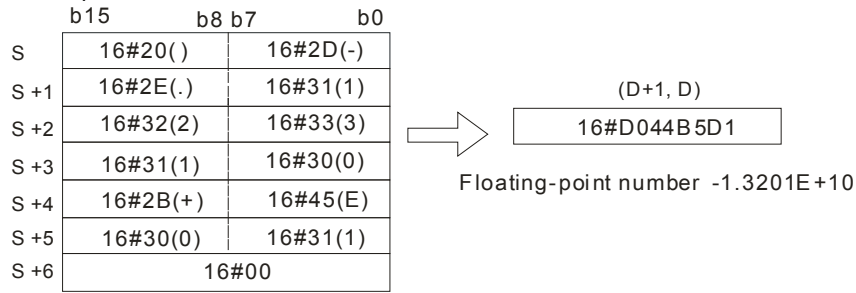 b15 b8 b7 b0
S 16#20( ) 16#2D(-)
S +1 16#2E(.) 16#31(1)
S +2 16#32(2) 16#33(3)
S +3 16#31(1) 16#30(0)
S +4 16#2B(+) 16#45(E)
S +5 16#30(0) 16#31(1)
S +6 16#00
(D+1, D)
16#D044B5D1
Floating-point number -1.3201E+10